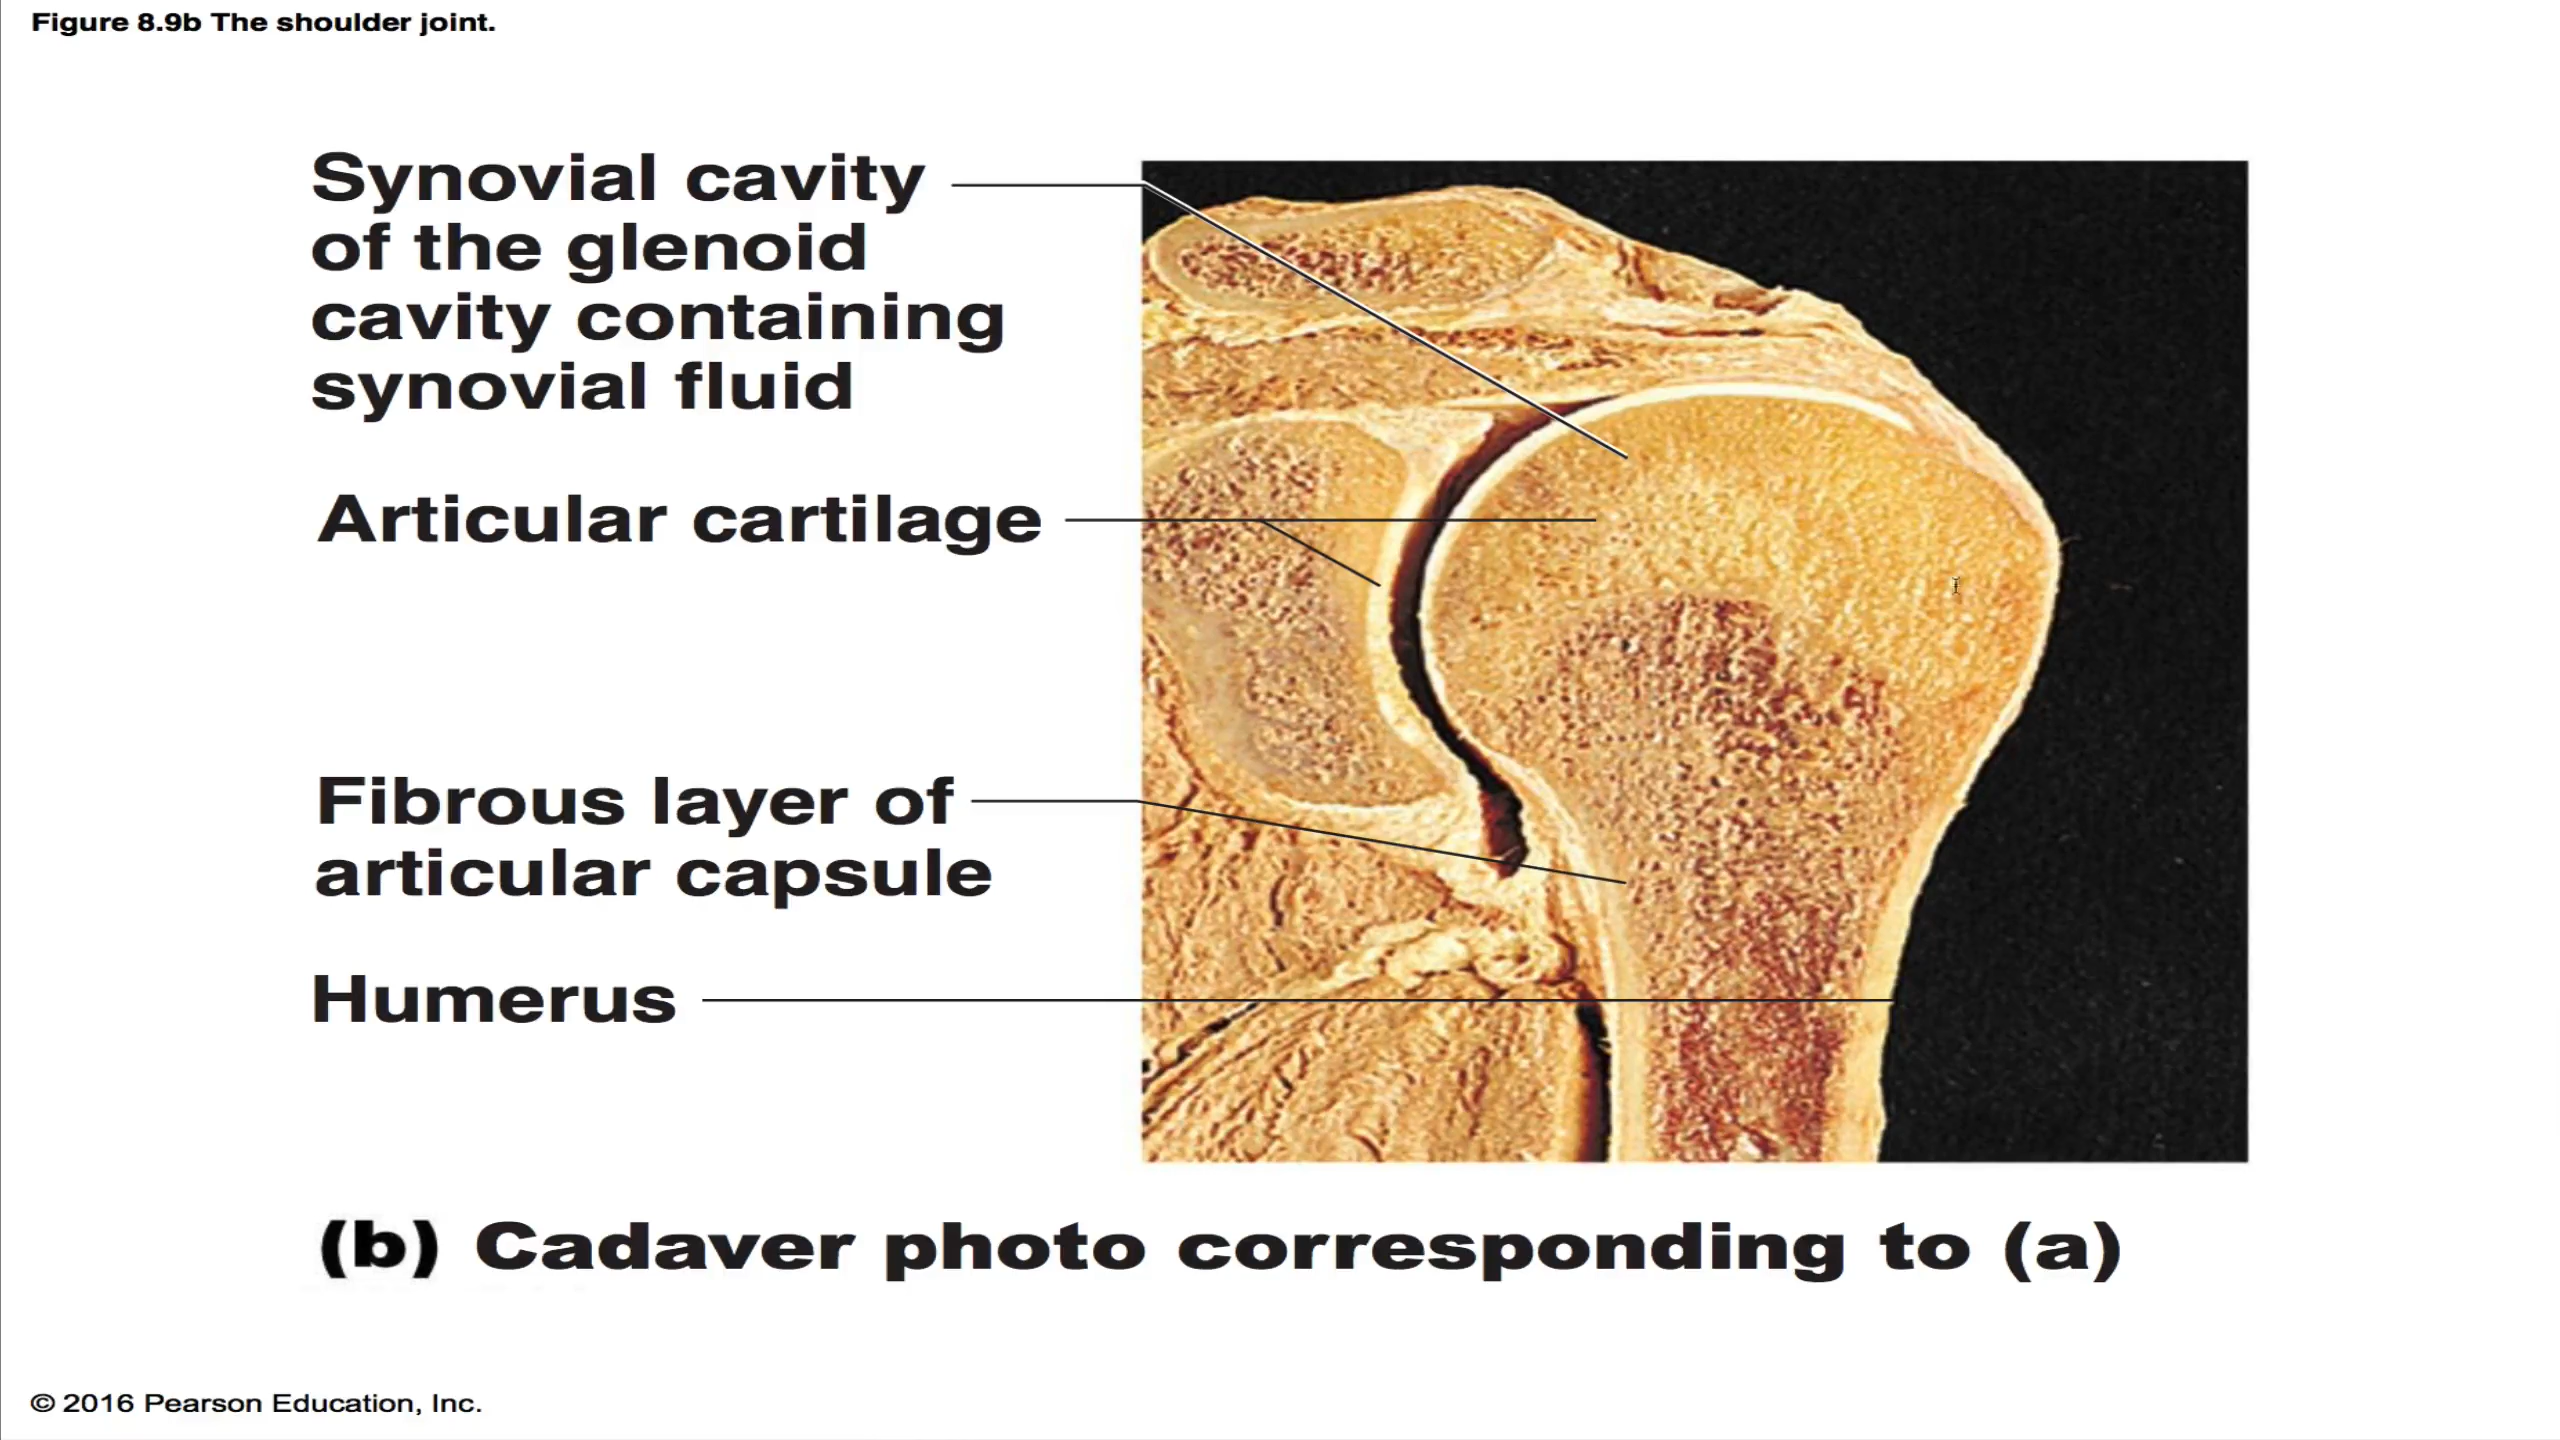 Figure 8.9b The shoulder joint.
Synovial cavity
of the glenoid
cavity containing
synovial fluid
Articular cartilage
Fibrous layer of
articular capsule
Humerus
(b) Cadaver photo corresponding to (a)
© 2016 Pearson Education, Inc.